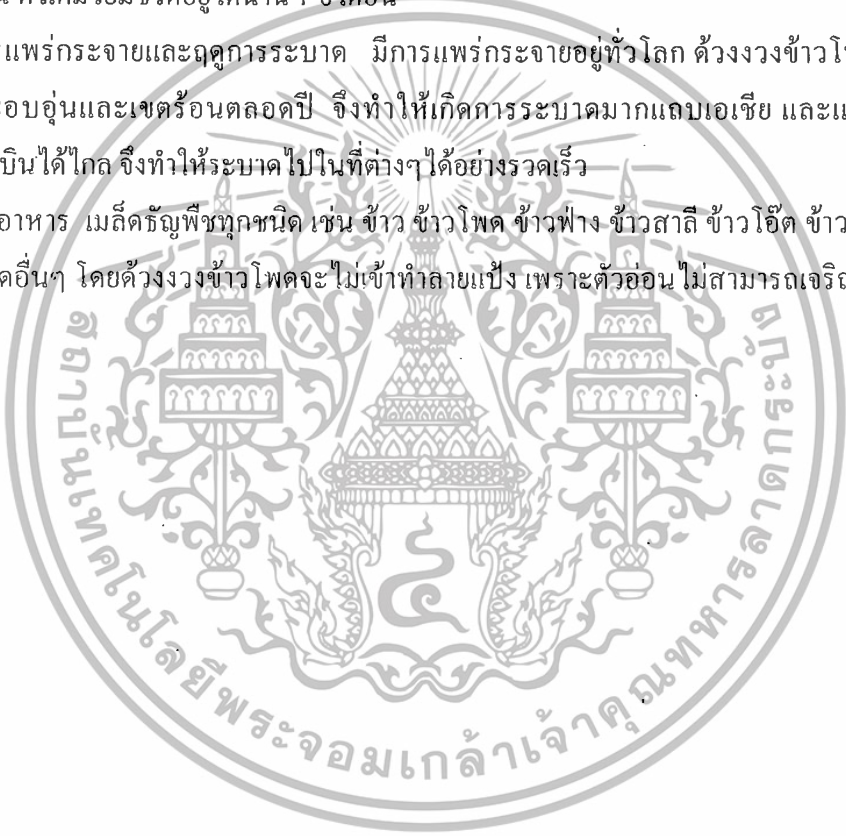 แพร่กระจายและฤดูการระบาด มีการแพร่กระจายอยู่ทั่วโลก ด้วงงวงข้าวโ
อบอุ่นและเขตร้อนตลอดปี จึงทำให้เกิดการระบาดมากแถบเอเชีย และแ
บินได้ไกล จึงทำให้ระบาดไปในที่ต่างๆ ได้อย่างรวดเร็ว
อาหาร เมล็ดธัญพืชทุกชนิด เช่น ข้าว ข้าวโพด ข้าวฟ่าง ข้าวสาลี ข้าวโอ๊ต ข้าว
ดอื่นๆ โดยด้วงงวงข้าวโพดจะไม่เข้าทำลายแป้ง เพราะตัวอ่อนไม่สามารถเจริญ
สถาบันเทคโนโลยีพระจอมเกล้าเจ้าคุณทหารลาดกระบัง
๔